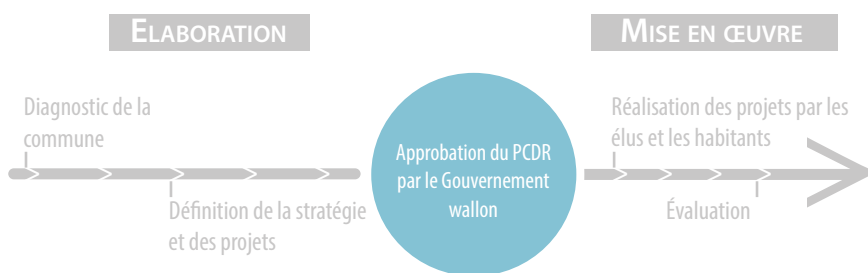 ELABORATION
MISE EN ŒUVRE
Diagnostic de la
commune
Définition de la stratégie
et des projets
Approbation du PCDR
par le Gouvernement
wallon
Réalisation des projets par les
élus et les habitants
Évaluation